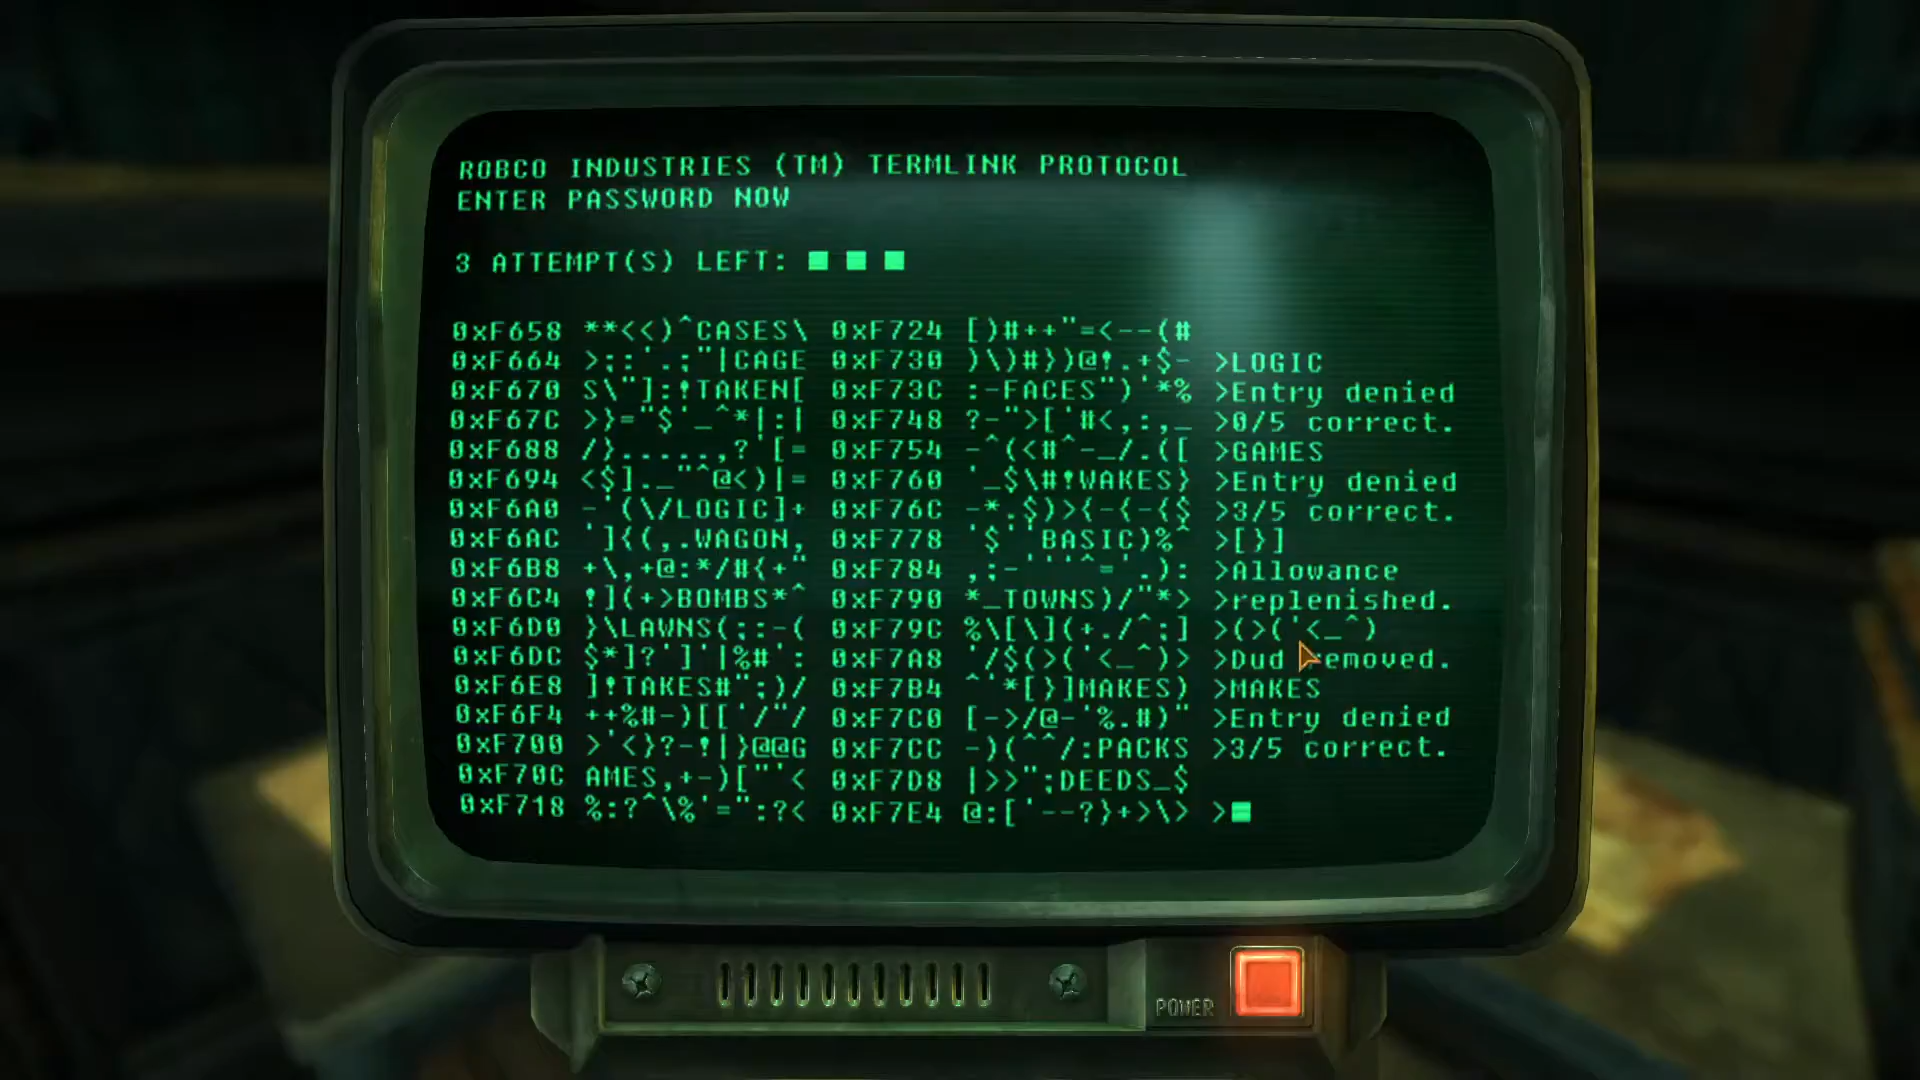 ROBCO INDUSTRIES (TM) TERMLINK PROTOCOL
ENTER PASSWORD NOW
3 ATTEMPT(S) LEFT: ■ ■ ■
0xF658 **<<)^CASES\ 0xF724 [)#++"=<--(#
0xF664 >;:'.;"|CAGE 0xF730 )\)#})@!.+$- >LOGIC
0xF670 S\"]:!TAKEN[ 0xF73C :-FACES")'*% >Entry denied
0xF67C >}="$'_^*|:| 0xF748 ?-">['#<,:,_ >0/5 correct.
0xF688 /}......,?'[= 0xF754 -^(<#^-_/.([ >GAMES
0xF694 <$]._"^@<)|= 0xF760 '_$\#!WAKES} >Entry denied
0xF6A0 -'(\/LOGIC]+ 0xF76C -*.$)>{-{-{$ >3/5 correct.
0xF6AC ']{(,.WAGON, 0xF778 '$''BASIC)%^ >[}]
0xF6B8 +\,+@:*/#{+" 0xF784 ,:-'''^='.): >Allowance
0xF6C4 !](+>BOMBS*^ 0xF790 *_TOWNS)/"*> >replenished.
0xF6D0 }\LAWNS(;:-( 0xF79C %\[\](+./^;] >(>('<_^)
0xF6DC $*]?']'|%#': 0xF7A8 '/$(>('<_^)> >Dud removed.
0xF6E8 ]!TAKES#";)/ 0xF7B4 ^'*[}]MAKES) >MAKES
0xF6F4 ++%#-)[['/"/ 0xF7C0 [->/@-'%.#)" >Entry denied
0xF700 >'<}?-!|}@@G 0xF7CC -)(^^/:PACKS >3/5 correct.
0xF70C AMES,+-)["'< 0xF7D8 |>>";DEEDS_$
0xF718 %:?^\%'=":?< 0xF7E4 @:['--?}+>\> >■
POWER